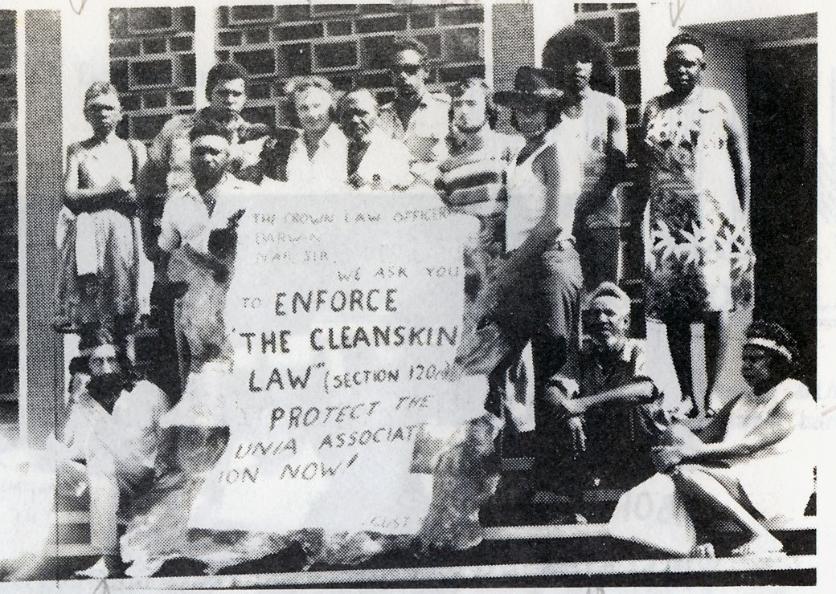 THE CROWN LAW OFFICER
DARWIN
DEAR SIR
WE ASK YOU
TO ENFORCE
"THE CLEANSKIN
LAW" (SECTION 120
PROTECT THE
UNIA ASSOCIAT
ION NOW!